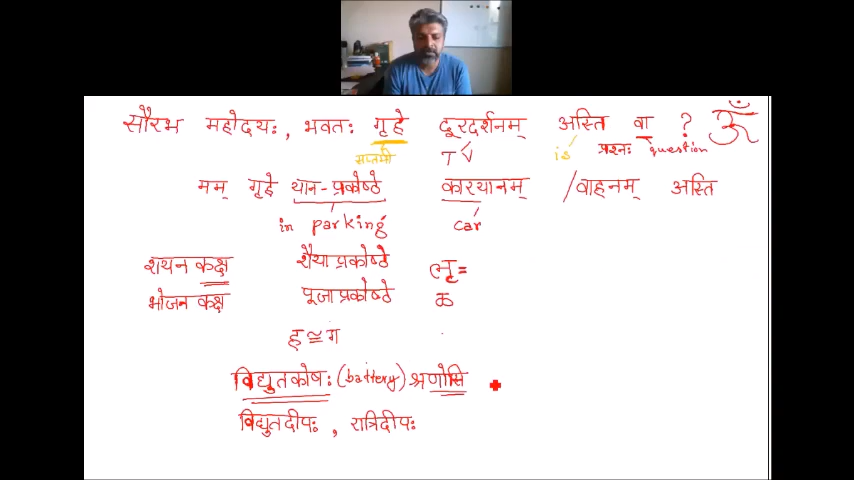 सौरभ महोदयः, भवतः गृहे दूरदर्शनम् अस्ति वा ? ॐ
सप्तमी TV is प्रश्नः question
मम् गृहे यान-प्रकोष्ठे कारयानम् /वाहनम् अस्ति
in parking car
शयन कक्ष शैया प्रकोष्ठे लृ=
भोजन कक्ष पूजा प्रकोष्ठे
ह्≅ग
विद्युतकोषः (battery) श्रणोसि
विद्युतदीपः, रात्रिदीपः